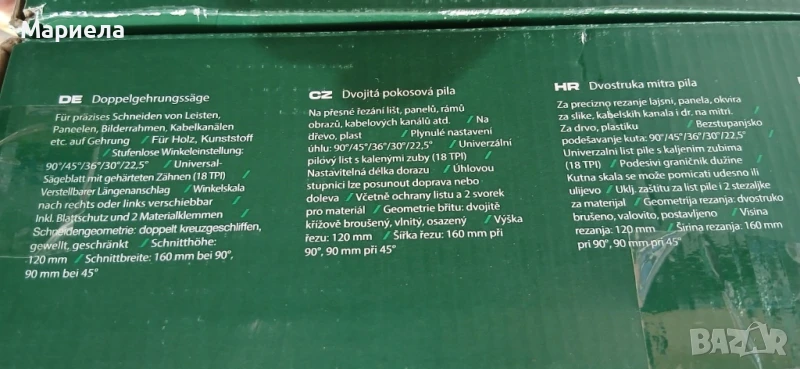 Мариела
DE Doppelgehrungssäge
Für präzises Schneiden von Leisten,
Paneelen, Bilderrahmen, Kabelkanälen
etc. auf Gehrung / Für Holz, Kunststoff
/ Stufenlose Winkeleinstellung:
90°/45°/36°/30°/22,5° / Universal-
Sägeblatt mit gehärteten Zähnen (18 TPI) /
Verstellbarer Längenanschlag / Winkelskala
nach rechts oder links verschiebbar /
Inkl. Blattschutz und 2 Materialklemmen /
Schneidengeometrie: doppelt kreuzgeschliffen,
gewellt, geschränkt / Schnitthöhe:
120 mm / Schnittbreite: 160 mm bei 90°,
90 mm bei 45°
CZ Dvojitá pokosová pila
Na přesné řezání lišt, panelů, rámů
obrazů, kabelových kanálů atd. / Na
dřevo, plast / Plynulé nastavení
úhlu: 90°/45°/36°/30°/22,5° / Univerzální
pilový list s kalenými zuby (18 TPI) /
Nastavitelná délka dorazu / Úhlovou
stupnici lze posunout doprava nebo
doleva / Včetně ochrany listu a 2 svorek
pro materiál / Geometrie břitu: dvojitě
křížově broušený, vlnitý, osazený / Výška
řezu: 120 mm / Šířka řezu: 160 mm při
90°, 90 mm při 45°
HR Dvostruka mitra pila
Za precizno rezanje lajsni, panela, okvira
za slike, kabelskih kanala i dr. na mitri. /
Za drvo, plastiku / Bezstupanjsko
podešavanje kuta: 90°/45°/36°/30°/22,5° /
Univerzalni list pile s kaljenim zubima
(18 TPI) / Podesivi graničnik dužine /
Kutna skala se može pomicati udesno ili
ulijevo / Uklj. zaštitu za list pile i 2 stezaljke
za materijal / Geometrija rezanja: dvostruko
brušeno, valovito, postavljeno / Visina
rezanja: 120 mm / Širina rezanja: 160 mm
pri 90°, 90 mm pri 45°
BAZAR